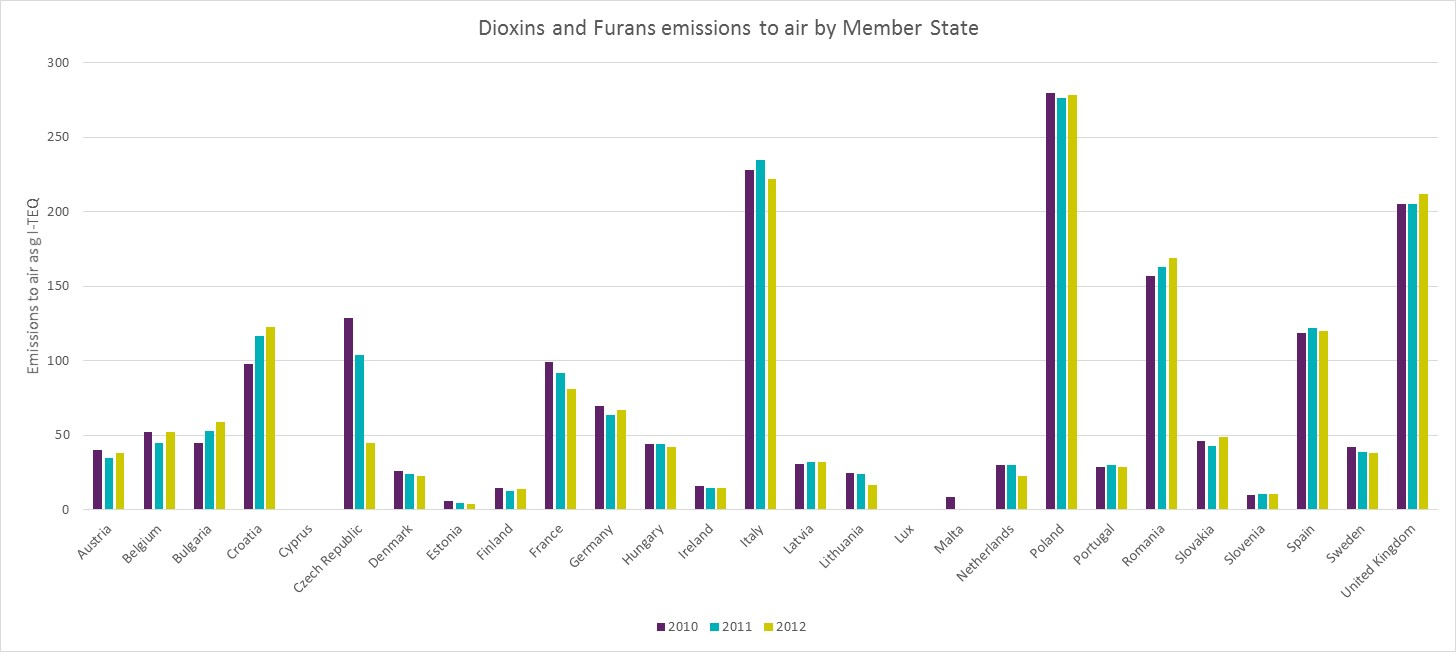 Dioxins and Furans emissions to air by Member State
Emissions to air as g I-TEQ
300
250
200
150
100
50
0
Austria
Belgium
Bulgaria
Croatia
Cyprus
Czech Republic
Denmark
Estonia
Finland
France
Germany
Hungary
Ireland
Italy
Latvia
Lithuania
Lux
Malta
Netherlands
Poland
Portugal
Romania
Slovakia
Slovenia
Spain
Sweden
United Kingdom
2010 2011 2012